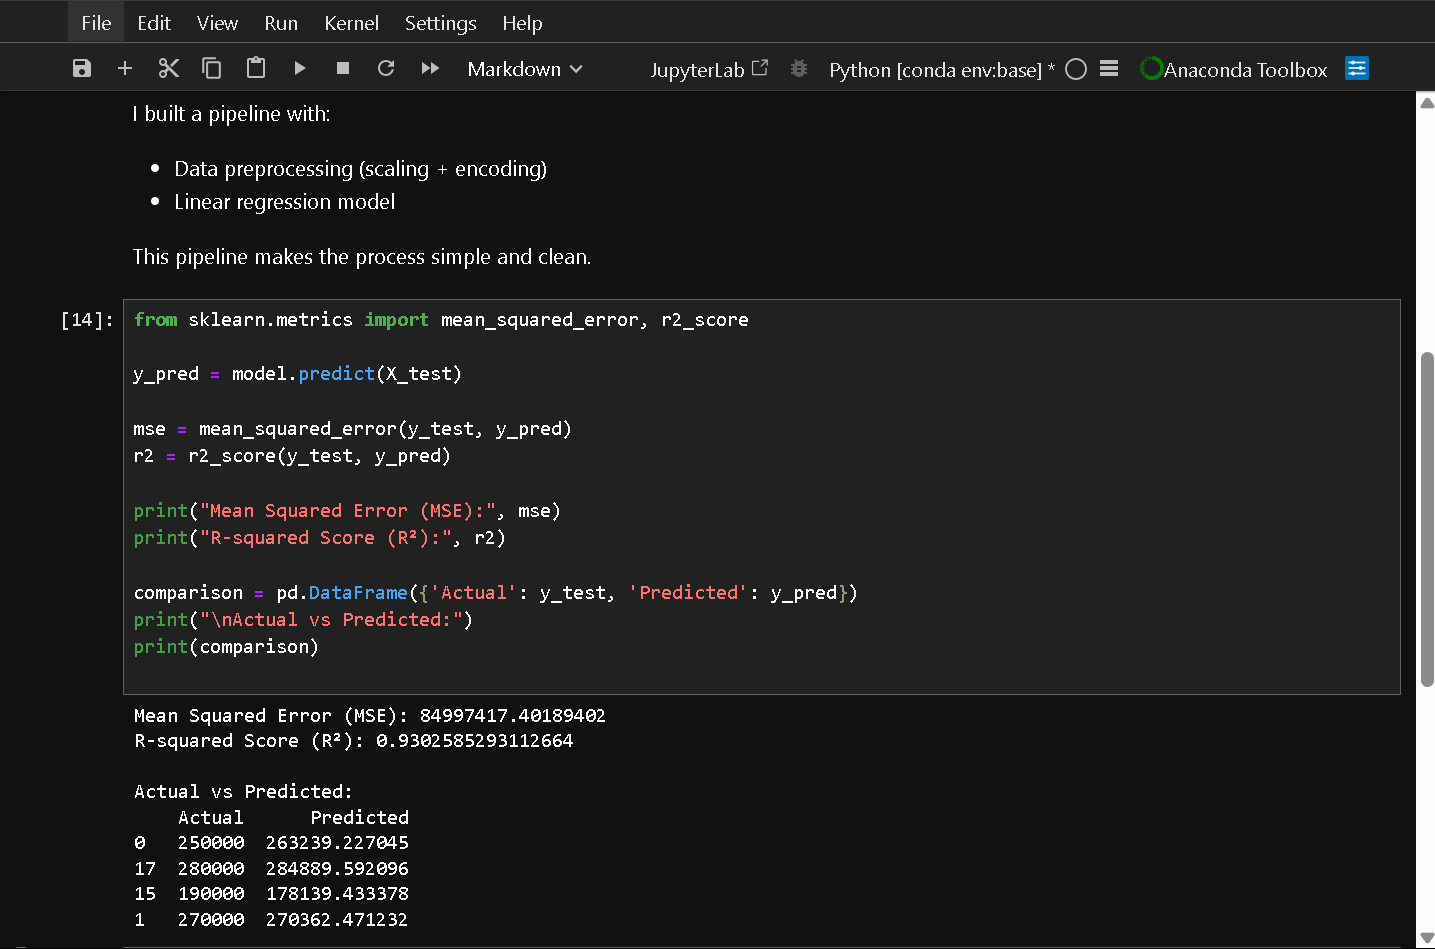 File Edit View Run Kernel Settings Help
Markdown JupyterLab Python [conda env:base] * Anaconda Toolbox
I built a pipeline with:
• Data preprocessing (scaling + encoding)
• Linear regression model
This pipeline makes the process simple and clean.
[14]: from sklearn.metrics import mean_squared_error, r2_score
y_pred = model.predict(X_test)
mse = mean_squared_error(y_test, y_pred)
r2 = r2_score(y_test, y_pred)
print("Mean Squared Error (MSE):", mse)
print("R-squared Score (R²):", r2)
comparison = pd.DataFrame({'Actual': y_test, 'Predicted': y_pred})
print("\nActual vs Predicted:")
print(comparison)
Mean Squared Error (MSE): 84997417.40189402
R-squared Score (R²): 0.9302585293112664
Actual vs Predicted:
Actual Predicted
0 250000 263239.227045
17 280000 284889.592096
15 190000 178139.433378
1 270000 270362.471232